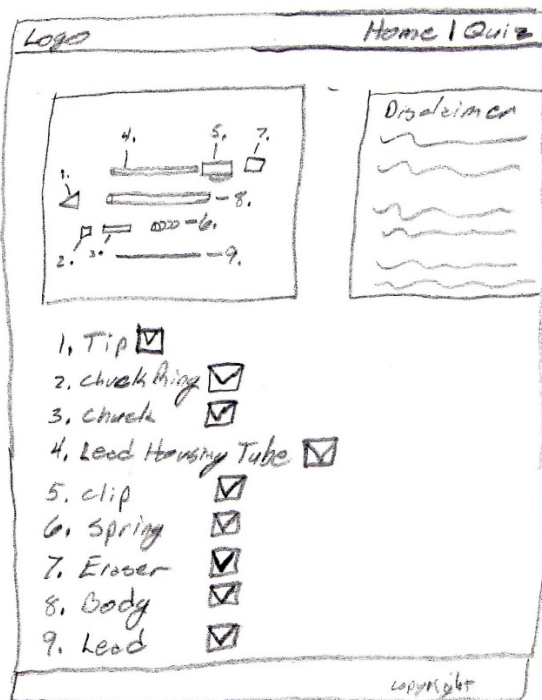 Logo
Home | Quiz
Disclaimer
4. 5. 7.
1.
8.
6.
2. 3.
9.
1. Tip
2. Chuck Ring
3. Chuck
4. Lead Housing Tube
5. clip
6. Spring
7. Eraser
8. Body
9. Lead
copyright